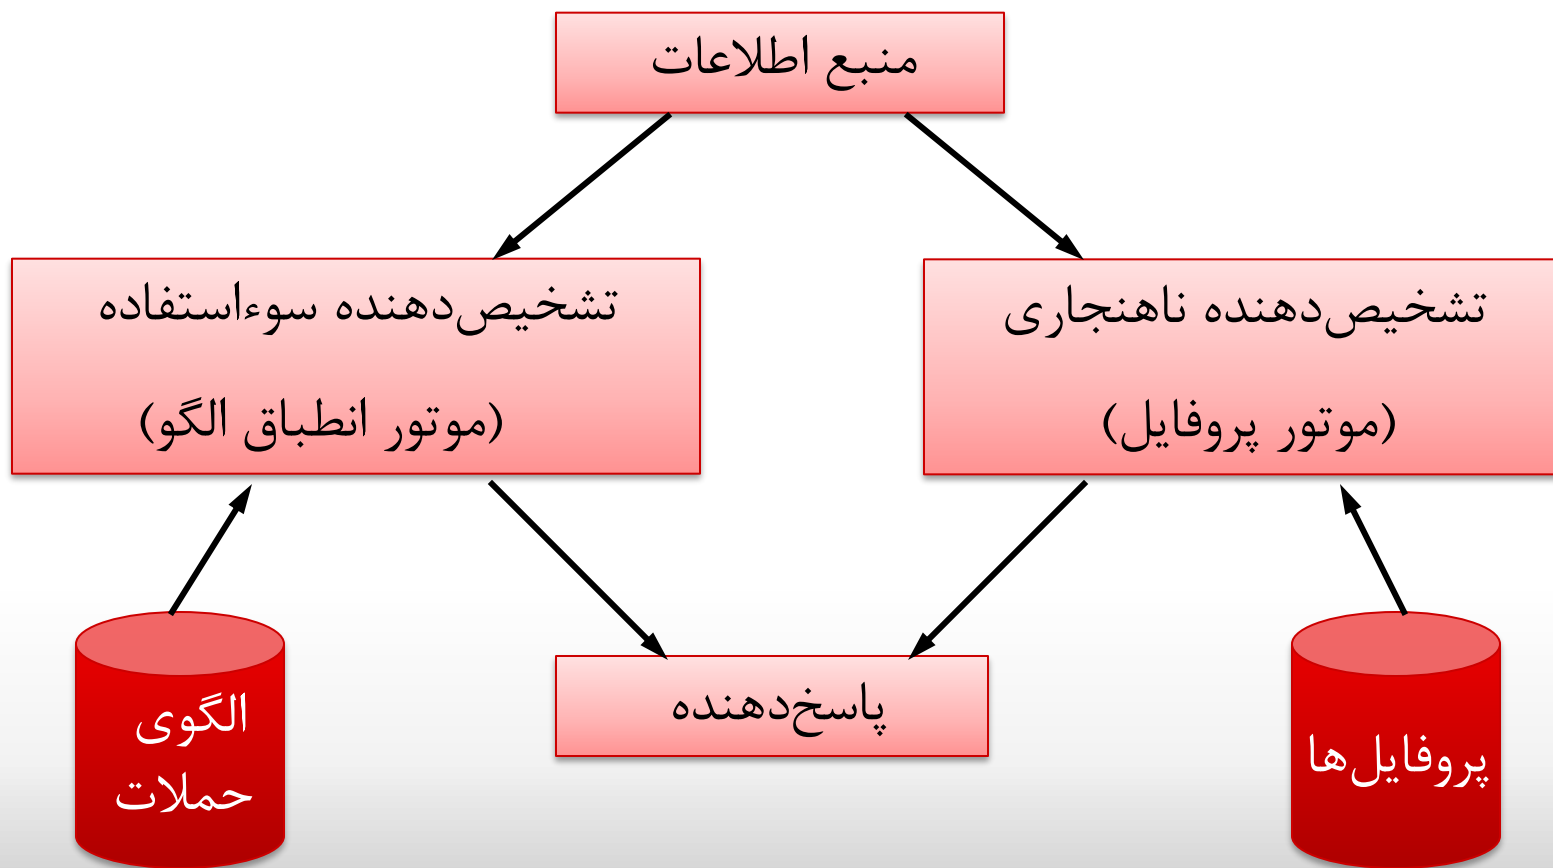 منبع اطلاعات
تشخیص‌دهنده ناهنجاری
(موتور پروفایل)
تشخیص‌دهنده سوءاستفاده
(موتور انطباق الگو)
پاسخ‌دهنده
پروفایل‌ها
الگوی
حملات